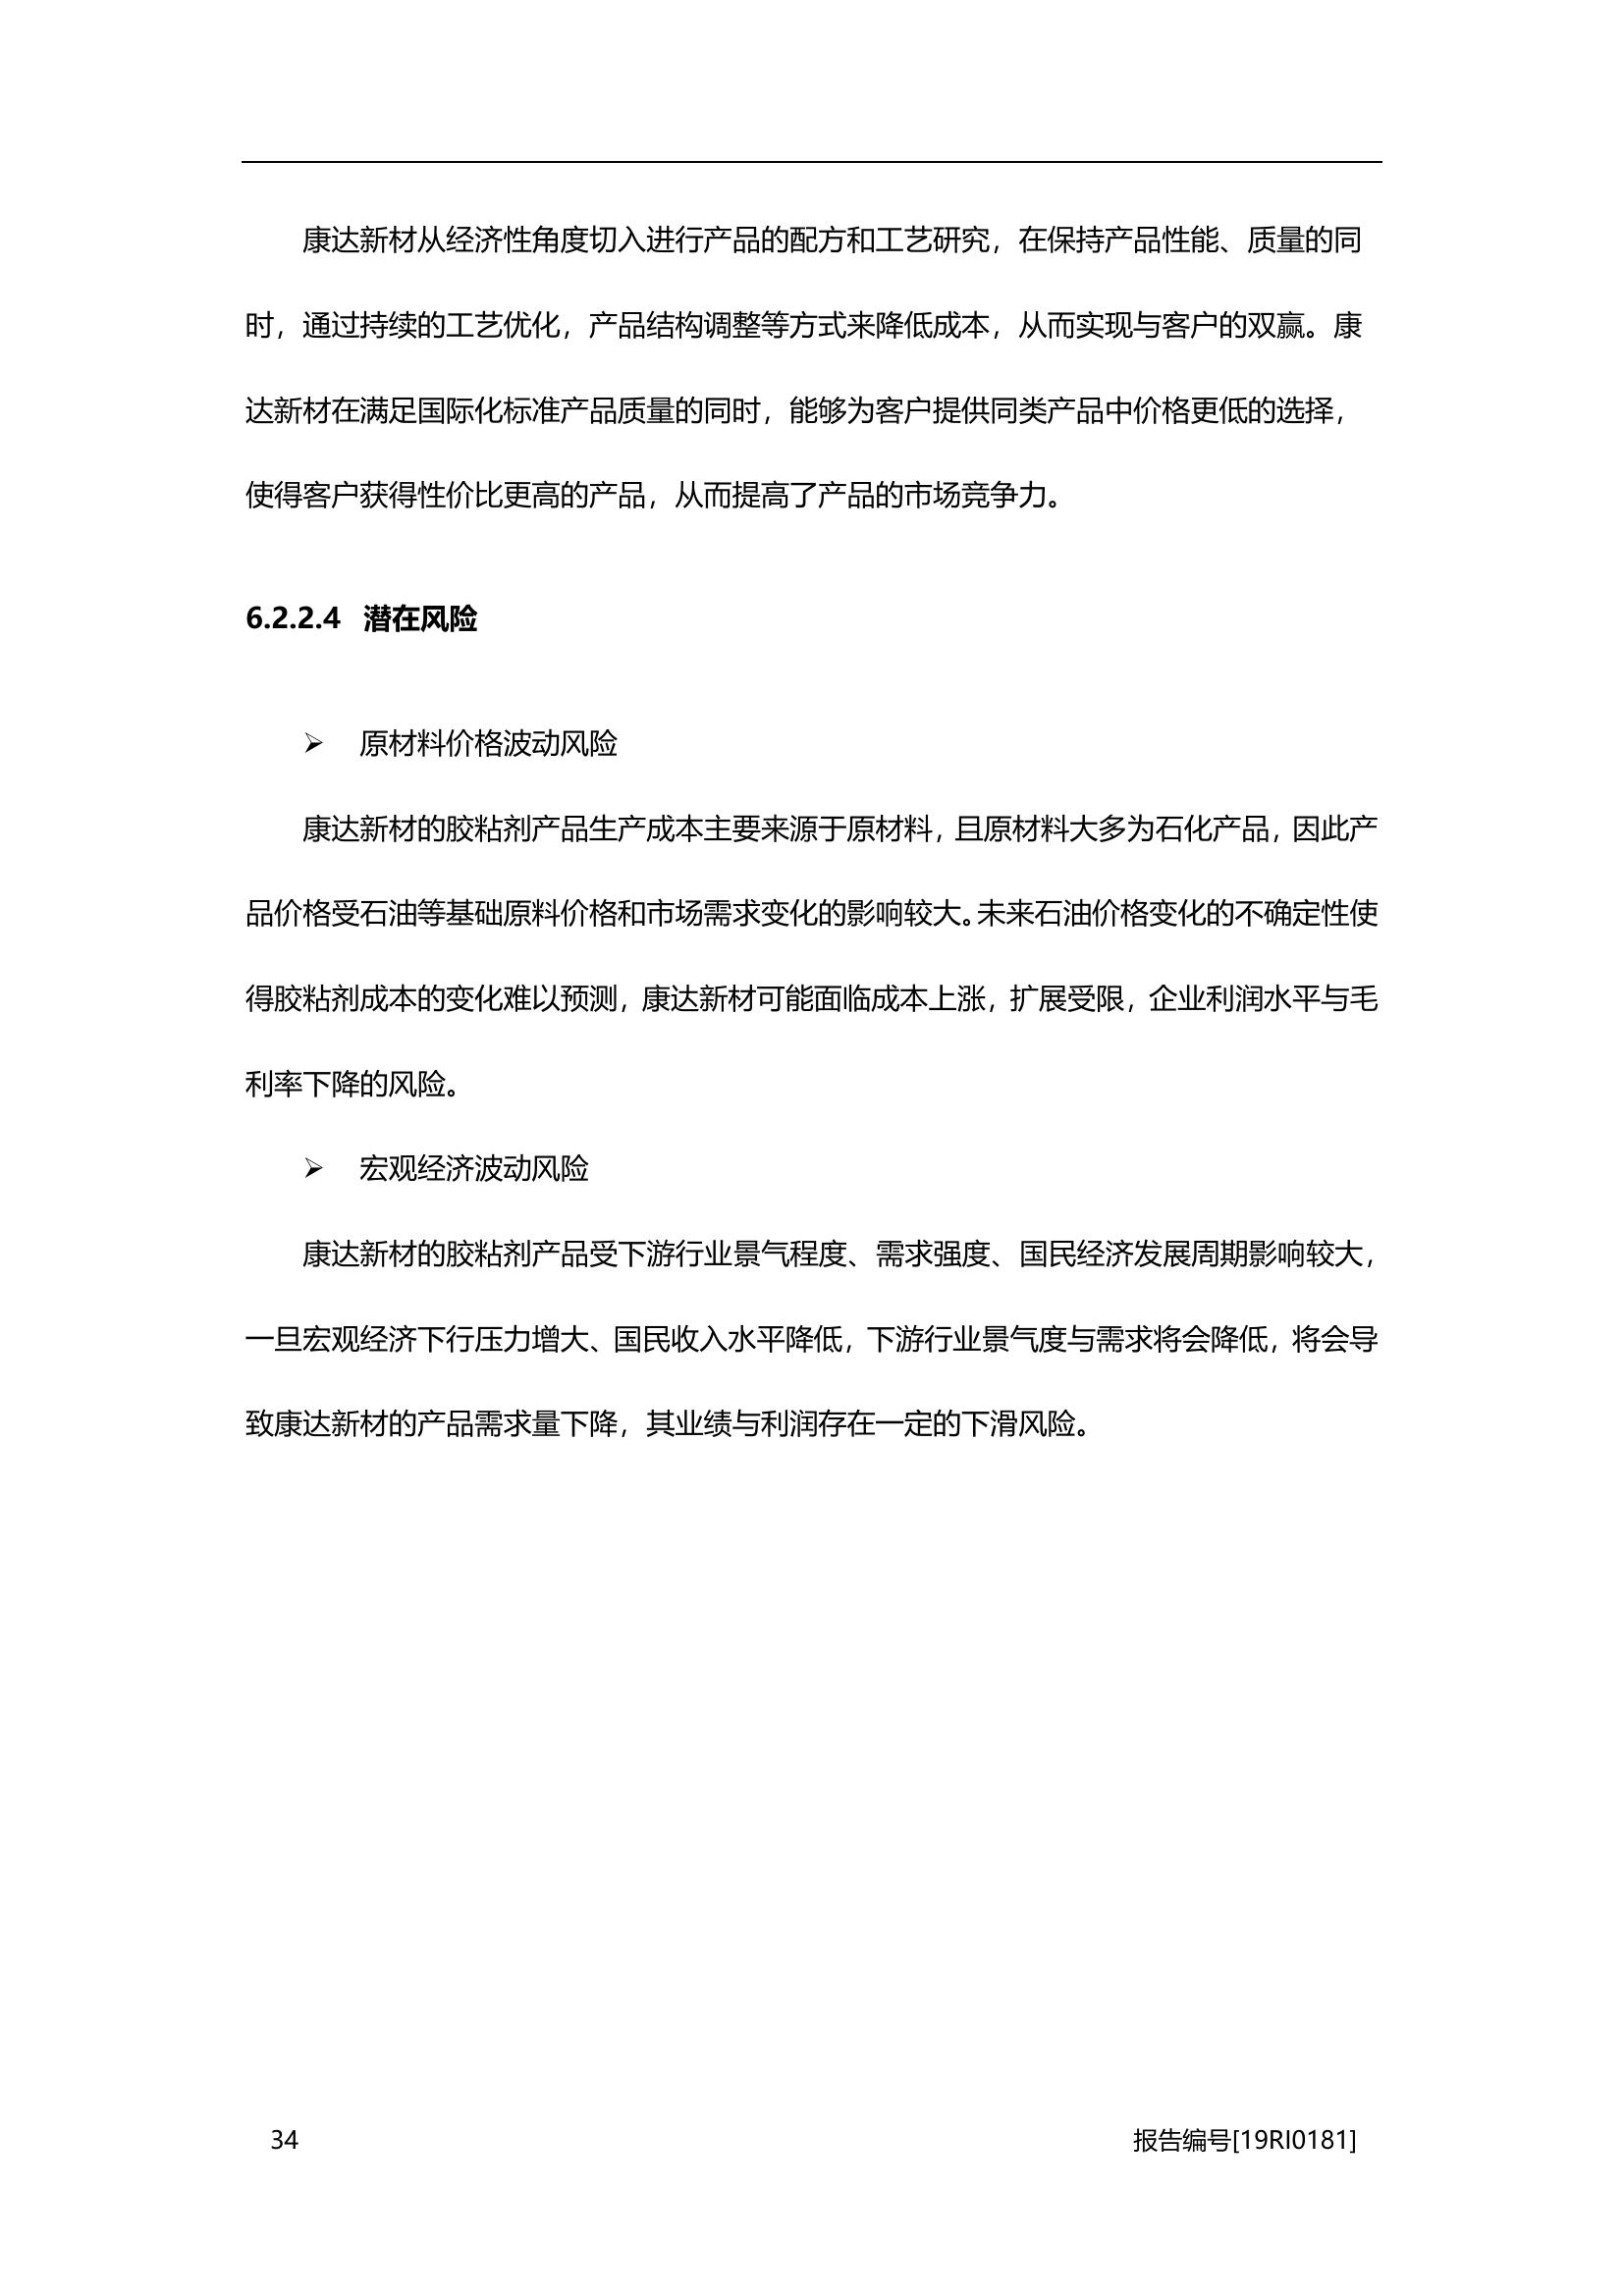 康达新材从经济性角度切入进行产品的配方和工艺研究，在保持产品性能、质量的同
时，通过持续的工艺优化，产品结构调整等方式来降低成本，从而实现与客户的双赢。康
达新材在满足国际化标准产品质量的同时，能够为客户提供同类产品中价格更低的选择，
使得客户获得性价比更高的产品，从而提高了产品的市场竞争力。
6.2.2.4 潜在风险
➢ 原材料价格波动风险
康达新材的胶粘剂产品生产成本主要来源于原材料，且原材料大多为石化产品，因此产
品价格受石油等基础原料价格和市场需求变化的影响较大。未来石油价格变化的不确定性使
得胶粘剂成本的变化难以预测，康达新材可能面临成本上涨，扩展受限，企业利润水平与毛
利率下降的风险。
➢ 宏观经济波动风险
康达新材的胶粘剂产品受下游行业景气程度、需求强度、国民经济发展周期影响较大，
一旦宏观经济下行压力增大、国民收入水平降低，下游行业景气度与需求将会降低，将会导
致康达新材的产品需求量下降，其业绩与利润存在一定的下滑风险。
34 报告编号[19RI0181]